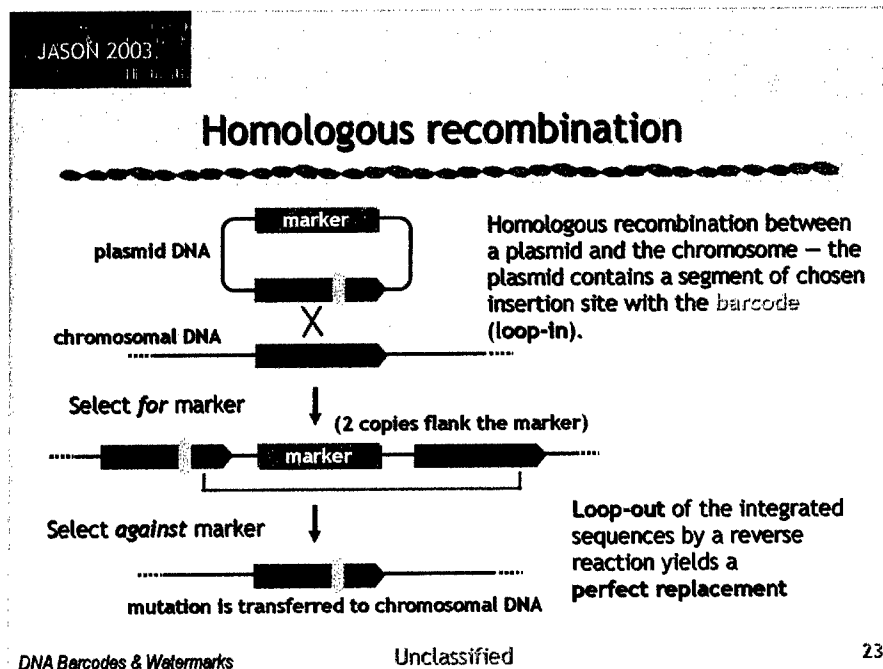 JASON 2003
Homologous recombination
marker
plasmid DNA
Homologous recombination between
a plasmid and the chromosome – the
plasmid contains a segment of chosen
insertion site with the barcode
(loop-in).
chromosomal DNA
Select for marker
(2 copies flank the marker)
marker
Select against marker
Loop-out of the integrated
sequences by a reverse
reaction yields a
perfect replacement
mutation is transferred to chromosomal DNA
DNA Barcodes & Watermarks
Unclassified
23